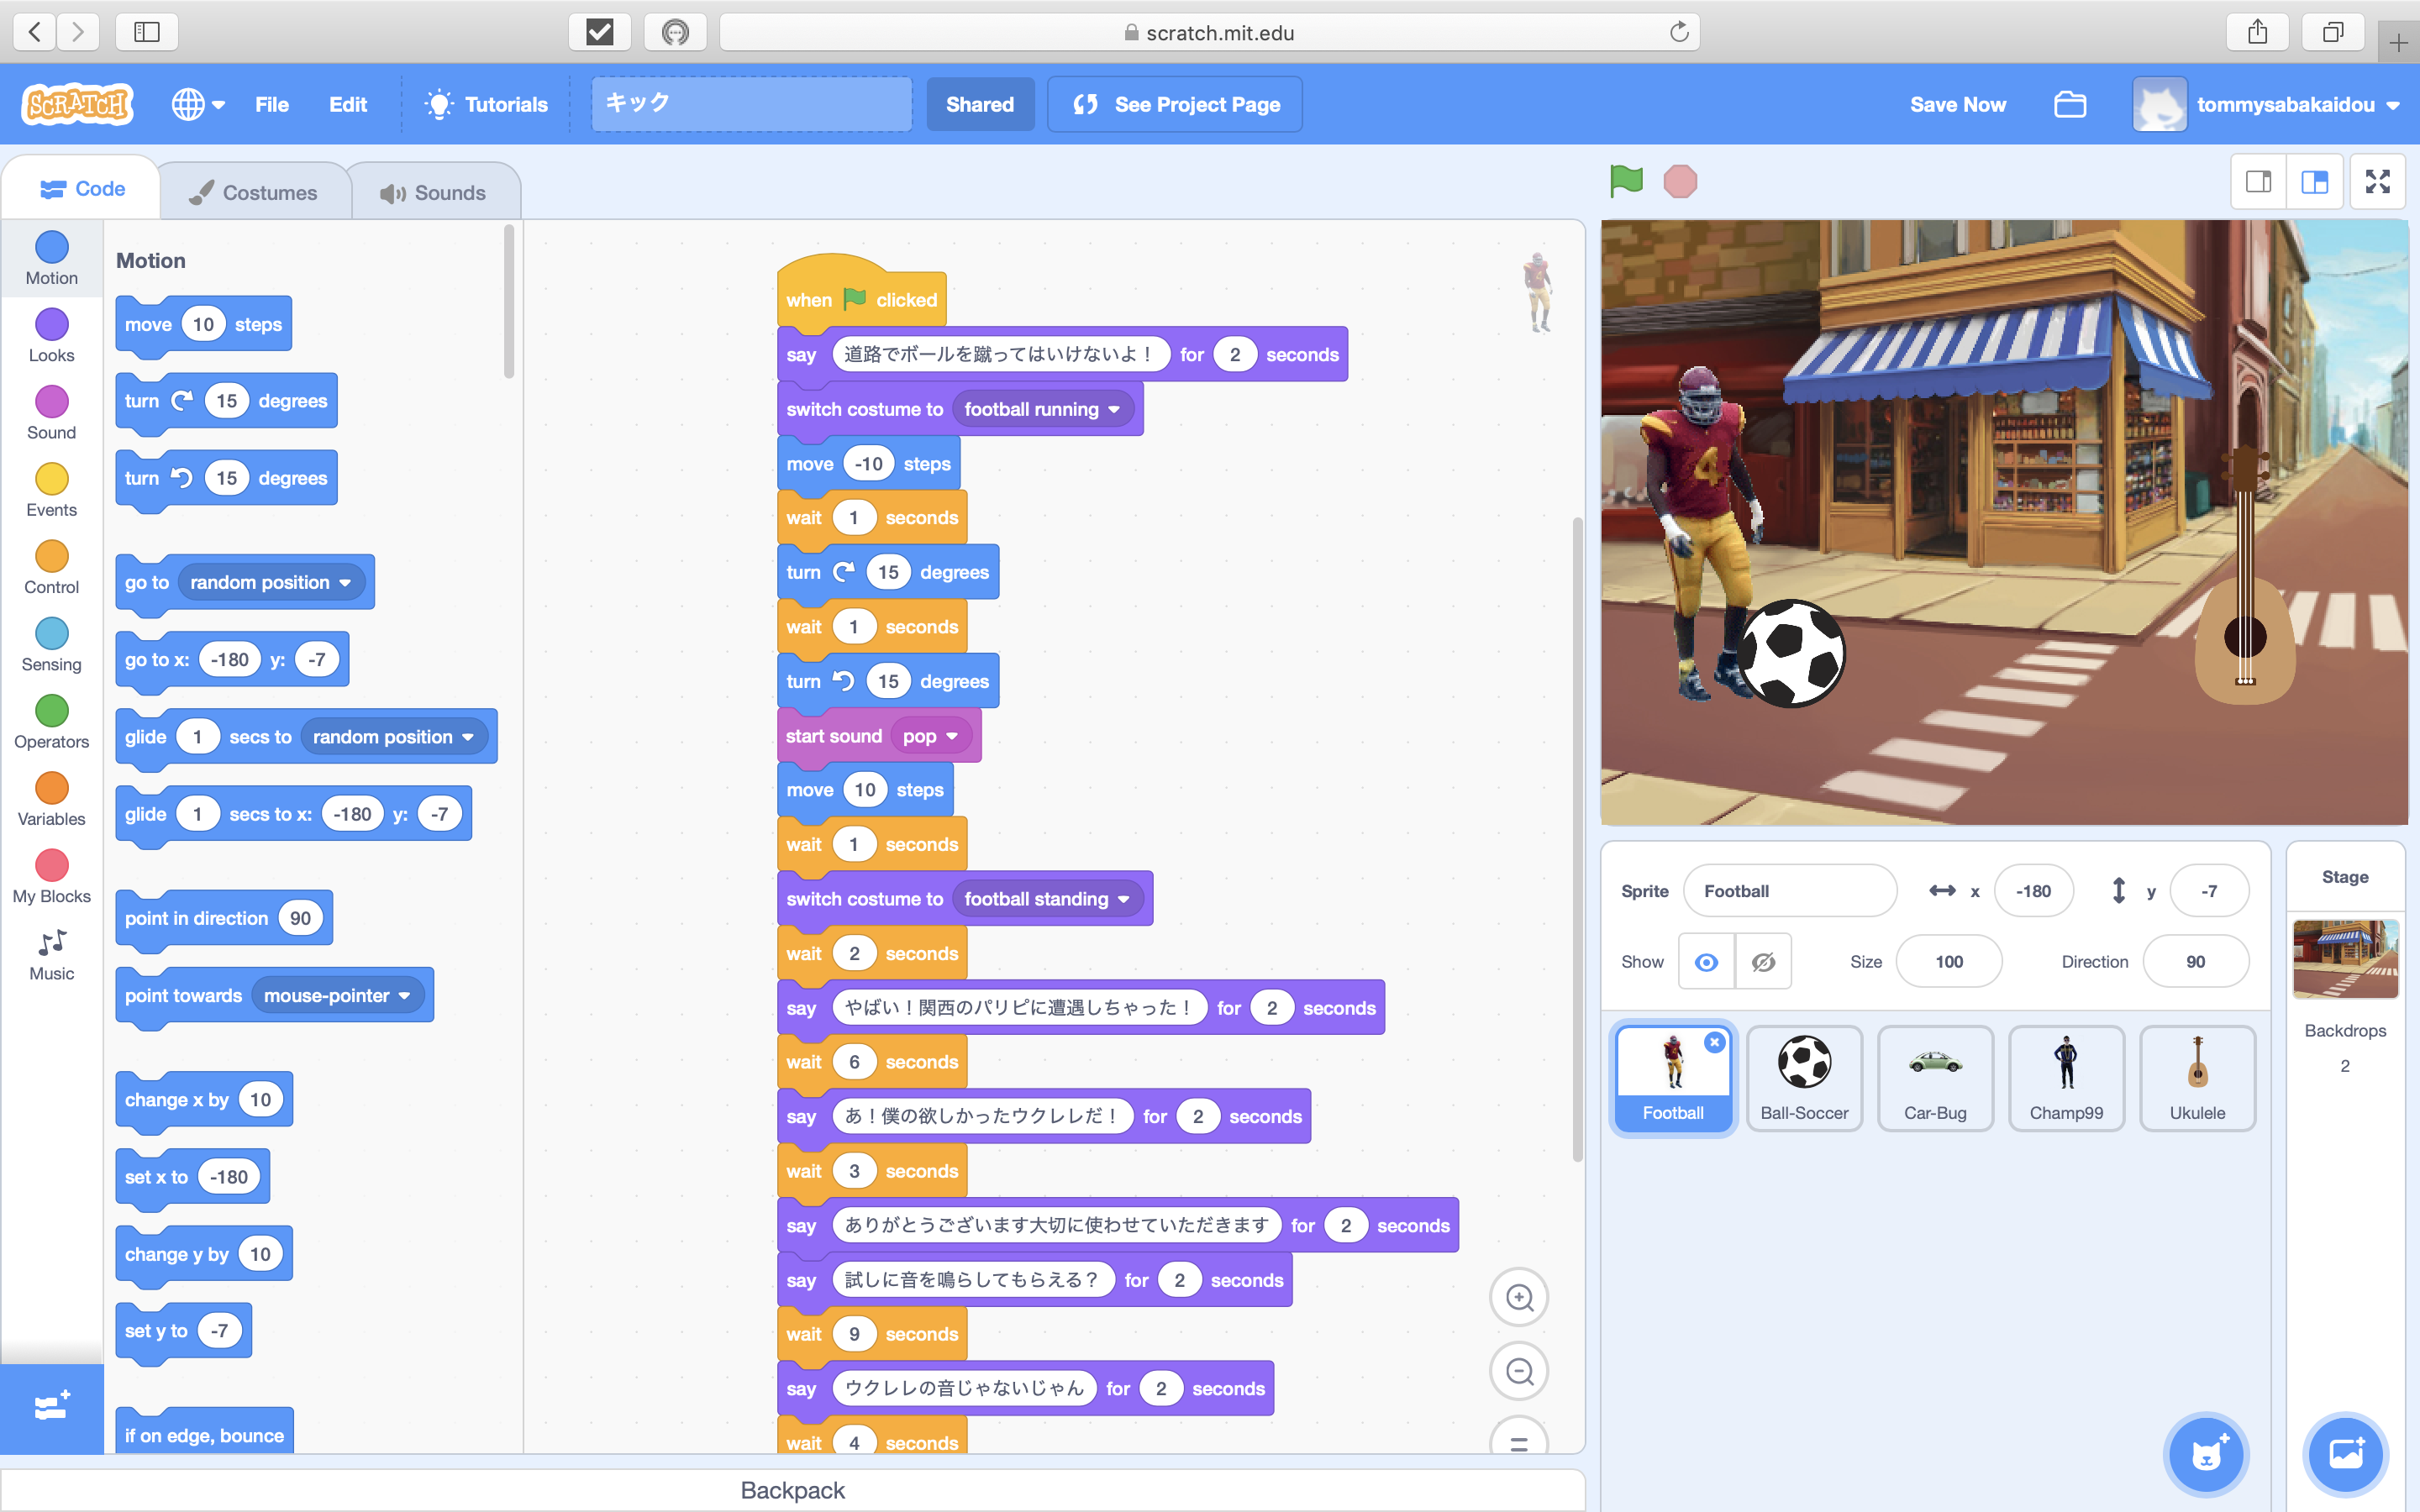 scratch.mit.edu
SCRATCH
File
Edit
Tutorials
キック
Shared
See Project Page
Save Now
tommysabakaidou
Code
Costumes
Sounds
Motion
Looks
Sound
Events
Control
Sensing
Operators
Variables
My Blocks
Music
Motion
move 10 steps
turn 15 degrees
turn 15 degrees
go to random position
go to x: -180 y: -7
glide 1 secs to random position
glide 1 secs to x: -180 y: -7
point in direction 90
point towards mouse-pointer
change x by 10
set x to -180
change y by 10
set y to -7
if on edge, bounce
when clicked
say 道路でボールを蹴ってはいけないよ！ for 2 seconds
switch costume to football running
move -10 steps
wait 1 seconds
turn 15 degrees
wait 1 seconds
turn 15 degrees
start sound pop
move 10 steps
wait 1 seconds
switch costume to football standing
wait 2 seconds
say やばい！関西のパリピに遭遇しちゃった！ for 2 seconds
wait 6 seconds
say あ！僕の欲しかったウクレレだ！ for 2 seconds
wait 3 seconds
say ありがとうございます大切に使わせていただきます for 2 seconds
say 試しに音を鳴らしてもらえる？ for 2 seconds
wait 9 seconds
say ウクレレの音じゃないじゃん for 2 seconds
wait 4 seconds
Backpack
4
Sprite Football x -180 y -7
Show Size 100 Direction 90
Football
Ball-Soccer
Car-Bug
Champ99
Ukulele
Stage
Backdrops
2